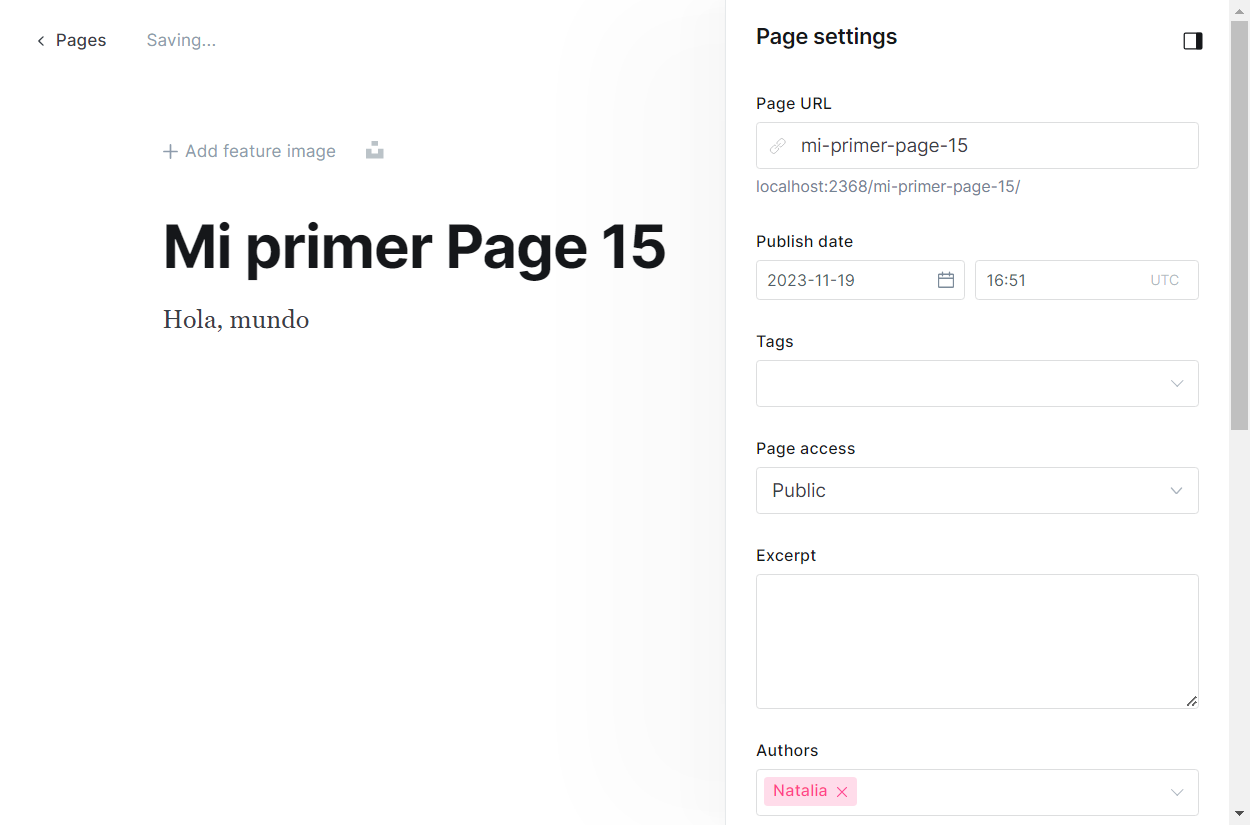 Pages
Saving...
Add feature image
Mi primer Page 15
Hola, mundo
Page settings
Page URL
mi-primer-page-15
localhost:2368/mi-primer-page-15/
Publish date
2023-11-19
16:51 UTC
Tags
Page access
Public
Excerpt
Authors
Natalia